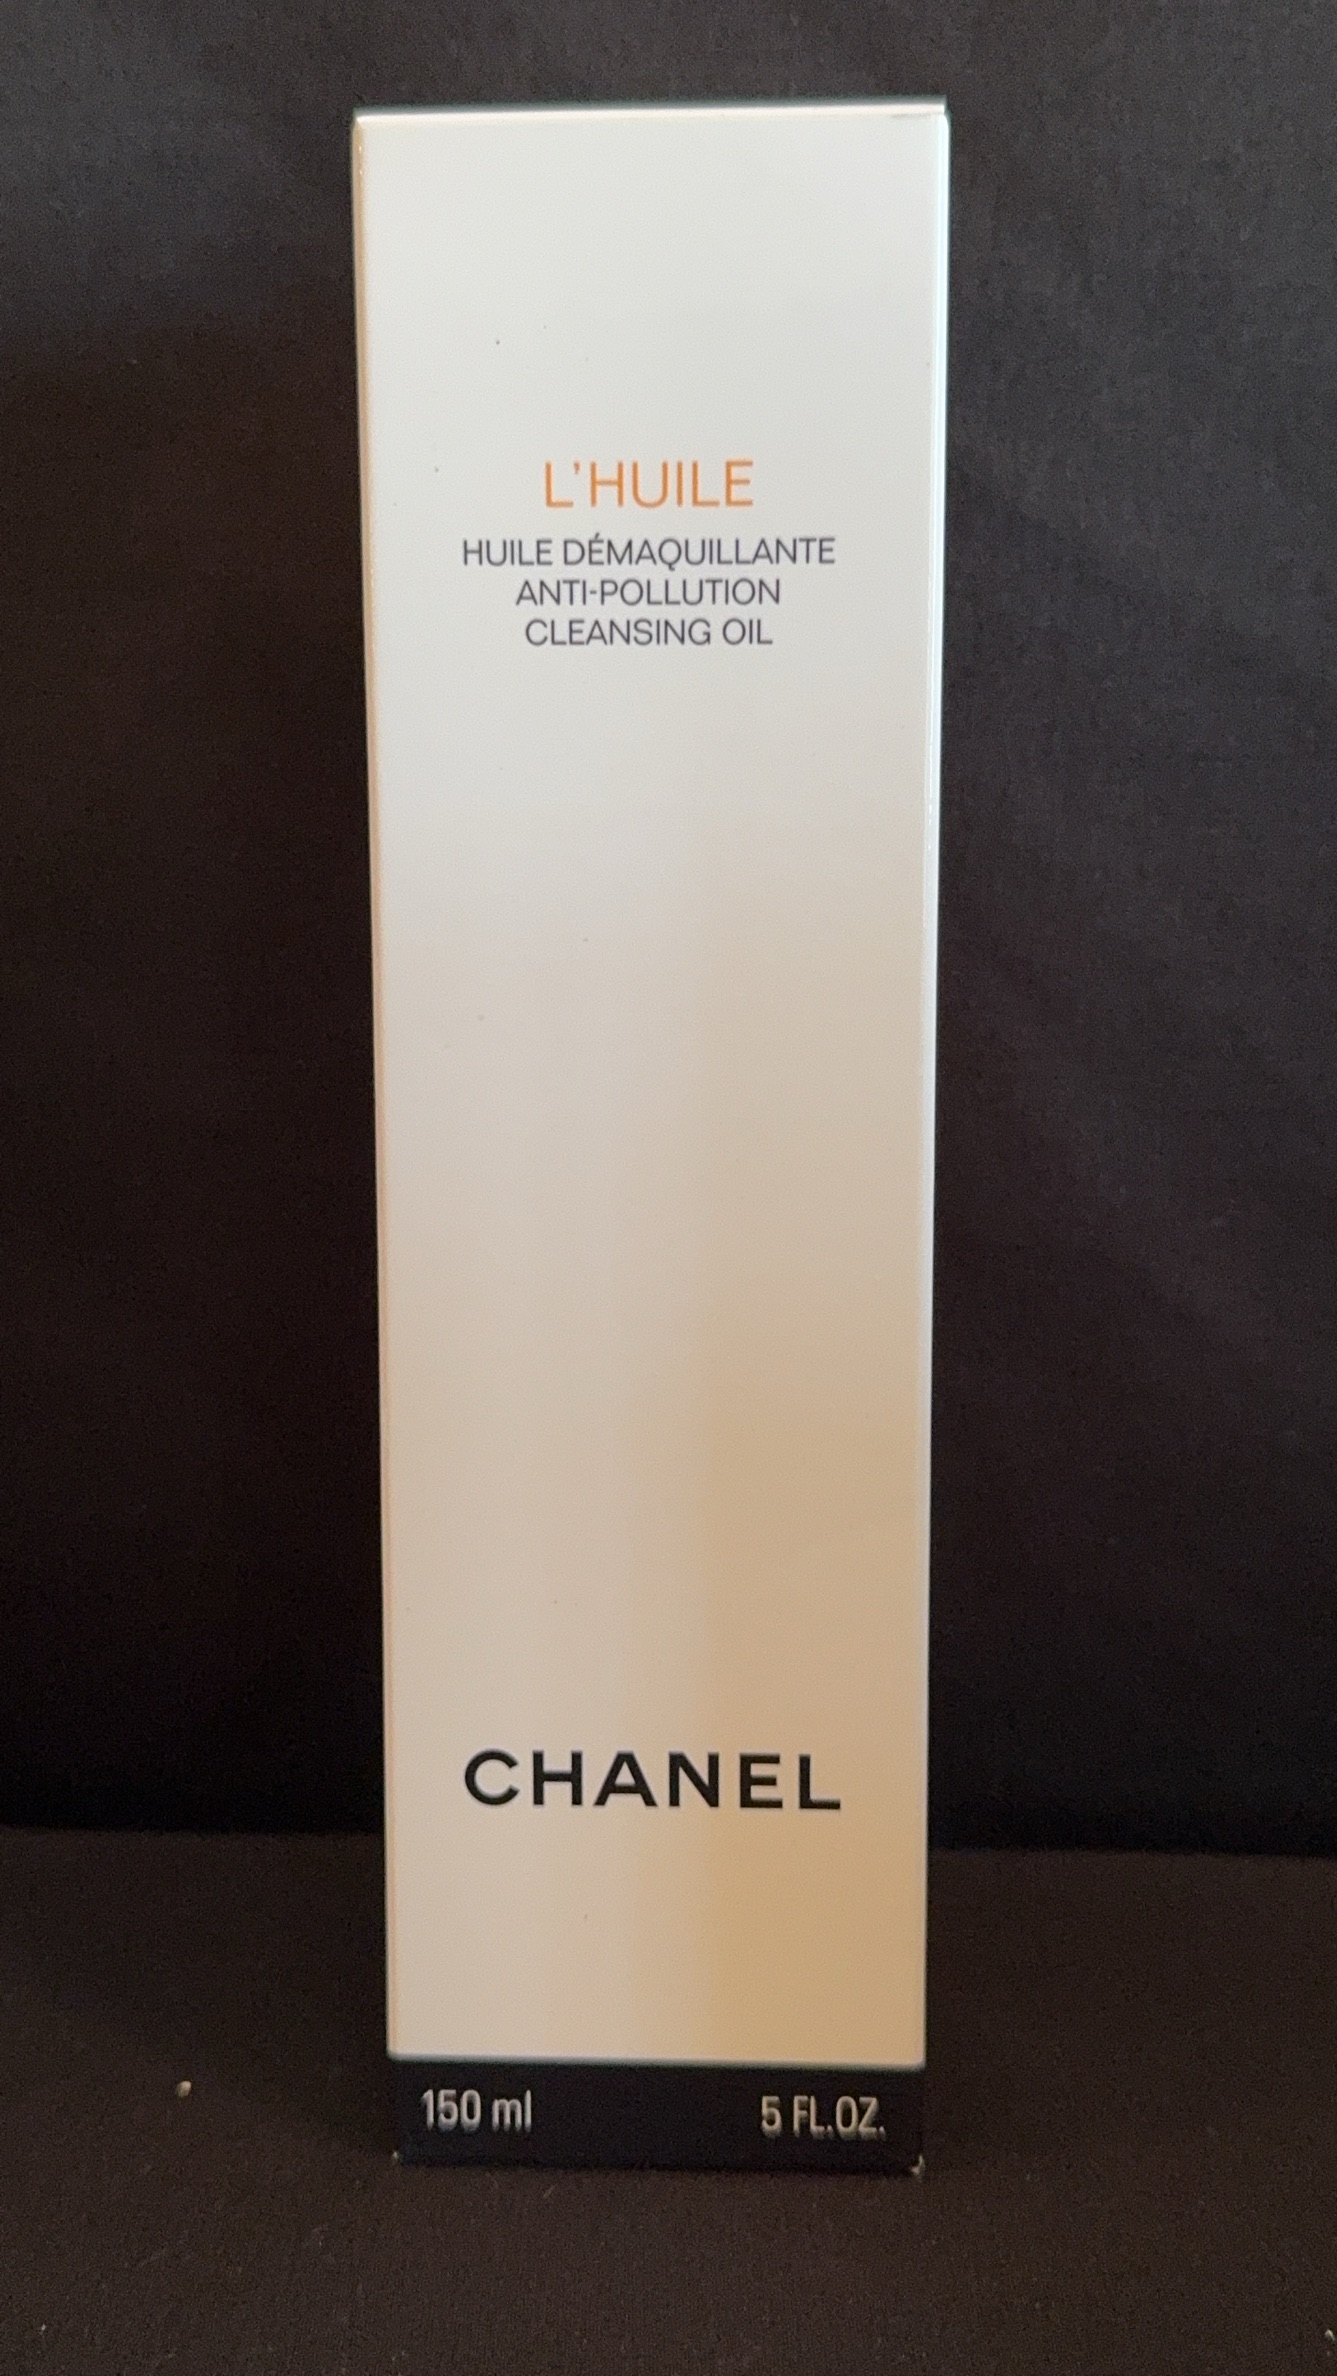 L'HUILE
HUILE DÉMAQUILLANTE
ANTI-POLLUTION
CLEANSING OIL
CHANEL
150 ml 5 FL.OZ.